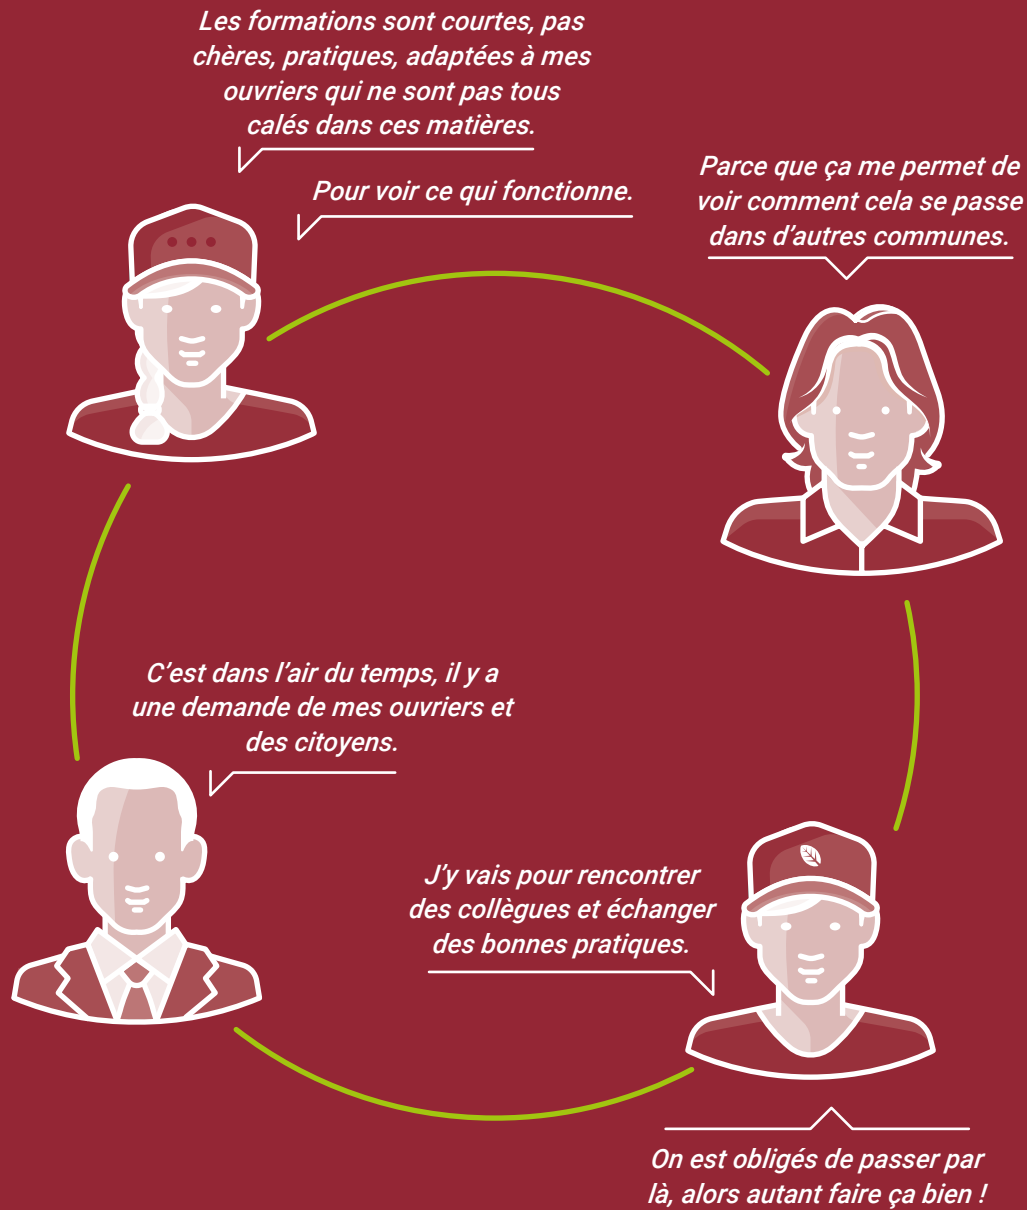 Les formations sont courtes, pas
chères, pratiques, adaptées à mes
ouvriers qui ne sont pas tous
calés dans ces matières.
Pour voir ce qui fonctionne.
Parce que ça me permet de
voir comment cela se passe
dans d'autres communes.
C'est dans l'air du temps, il y a
une demande de mes ouvriers et
des citoyens.
J'y vais pour rencontrer
des collègues et échanger
des bonnes pratiques.
On est obligés de passer par
là, alors autant faire ça bien !